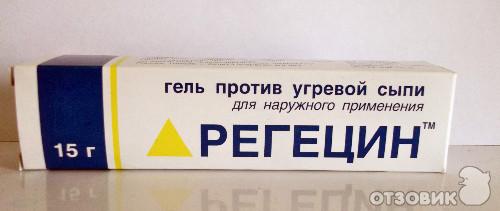 гель против угревой сыпи
для наружного применения
РЕГЕЦИН™
15 г
ОТЗОВИК